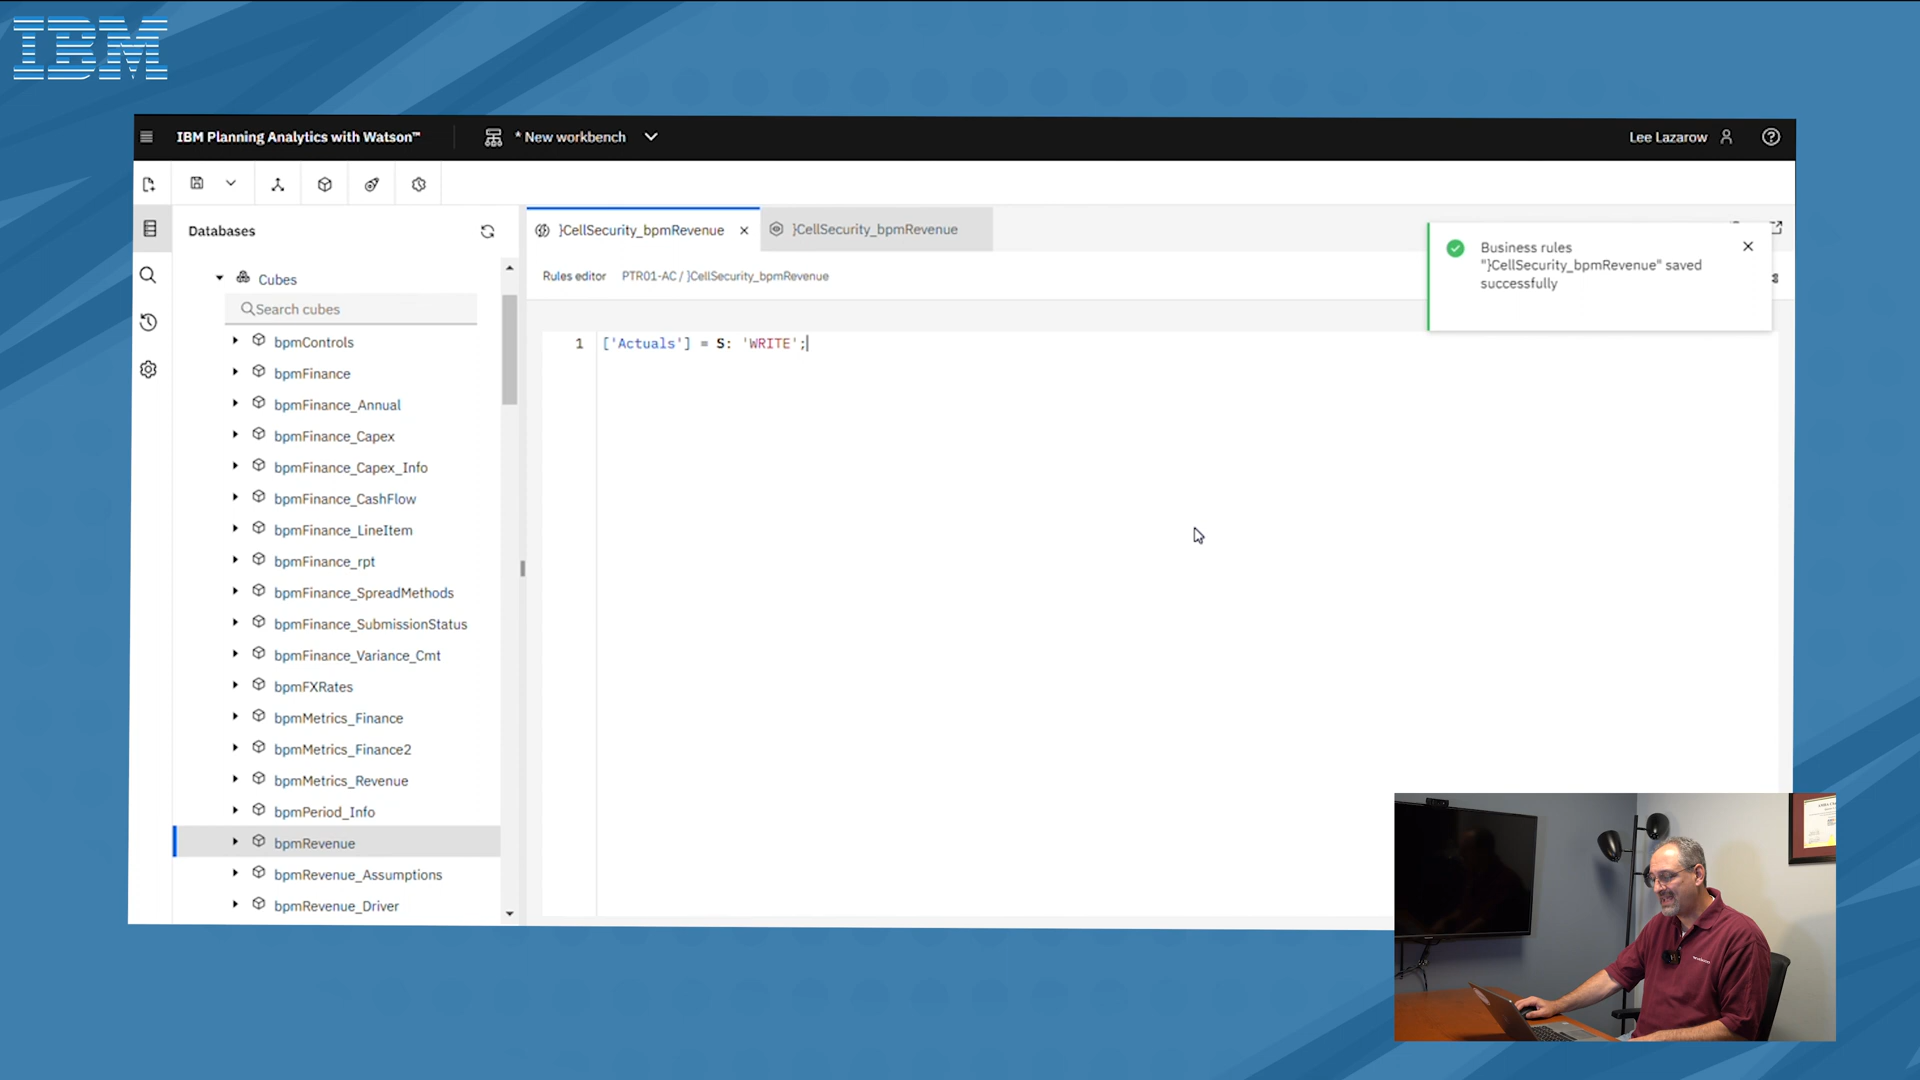 IBM
IBM Planning Analytics with Watson™
* New workbench
Lee Lazarow
Databases
Cubes
Search cubes
bpmControls
bpmFinance
bpmFinance_Annual
bpmFinance_Capex
bpmFinance_Capex_Info
bpmFinance_CashFlow
bpmFinance_LineItem
bpmFinance_rpt
bpmFinance_SpreadMethods
bpmFinance_SubmissionStatus
bpmFinance_Variance_Cmt
bpmFXRates
bpmMetrics_Finance
bpmMetrics_Finance2
bpmMetrics_Revenue
bpmPeriod_Info
bpmRevenue
bpmRevenue_Assumptions
bpmRevenue_Driver
}CellSecurity_bpmRevenue
}CellSecurity_bpmRevenue
Rules editor PTR01-AC / }CellSecurity_bpmRevenue
1 ['Actuals'] = S: 'WRITE';
Business rules
"}CellSecurity_bpmRevenue" saved
successfully